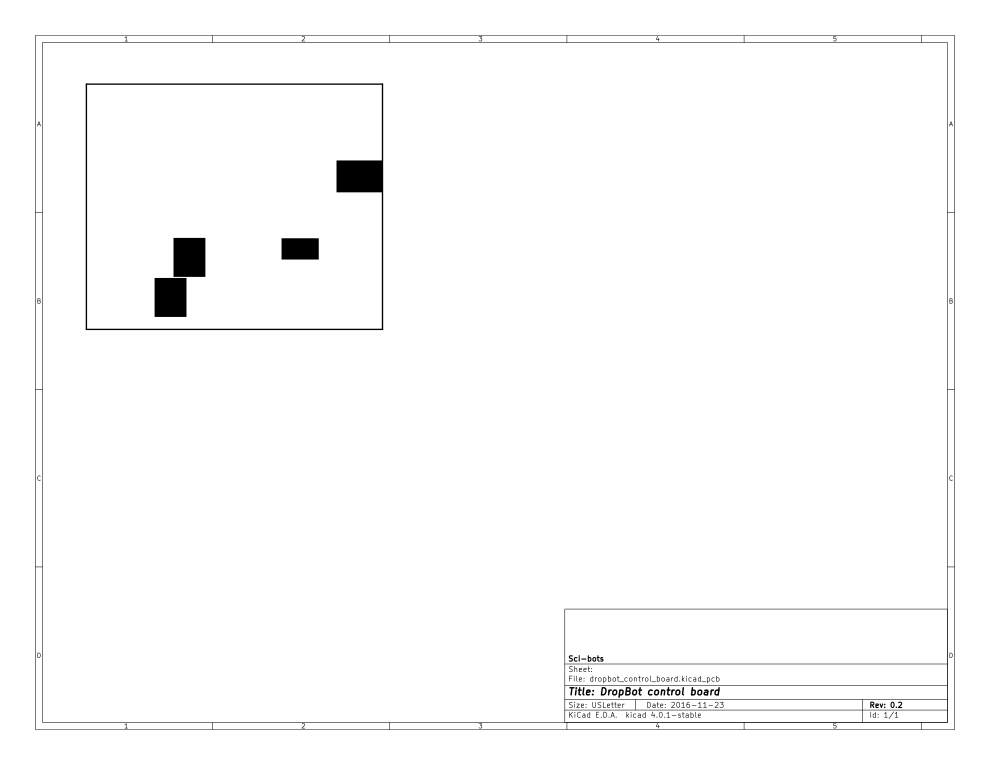 1 2 3 4 5
A A
B B
C C
D D
Sci-bots
Sheet:
File: dropbot_control_board.kicad_pcb
Title: DropBot control board
Size: USLetter Date: 2016-11-23 Rev: 0.2
KiCad E.D.A. kicad 4.0.1-stable Id: 1/1
1 2 3 4 5